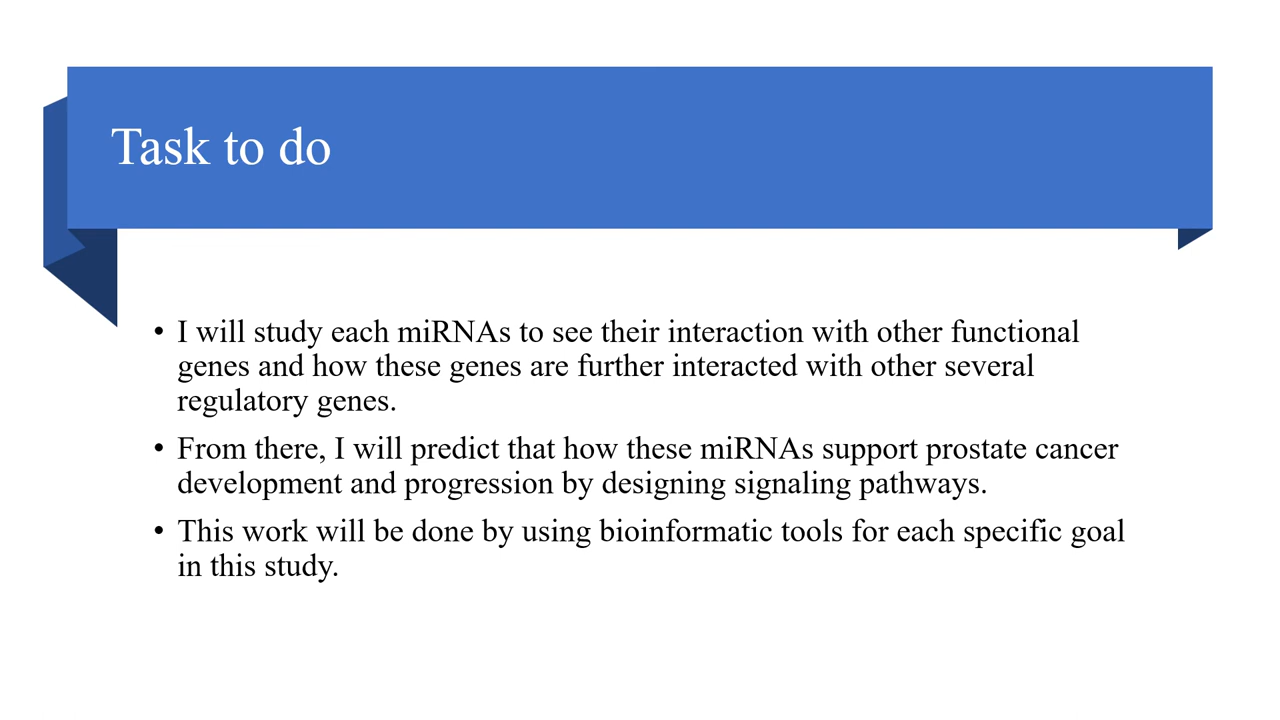 Task to do
• I will study each miRNAs to see their interaction with other functional
genes and how these genes are further interacted with other several
regulatory genes.
• From there, I will predict that how these miRNAs support prostate cancer
development and progression by designing signaling pathways.
• This work will be done by using bioinformatic tools for each specific goal
in this study.